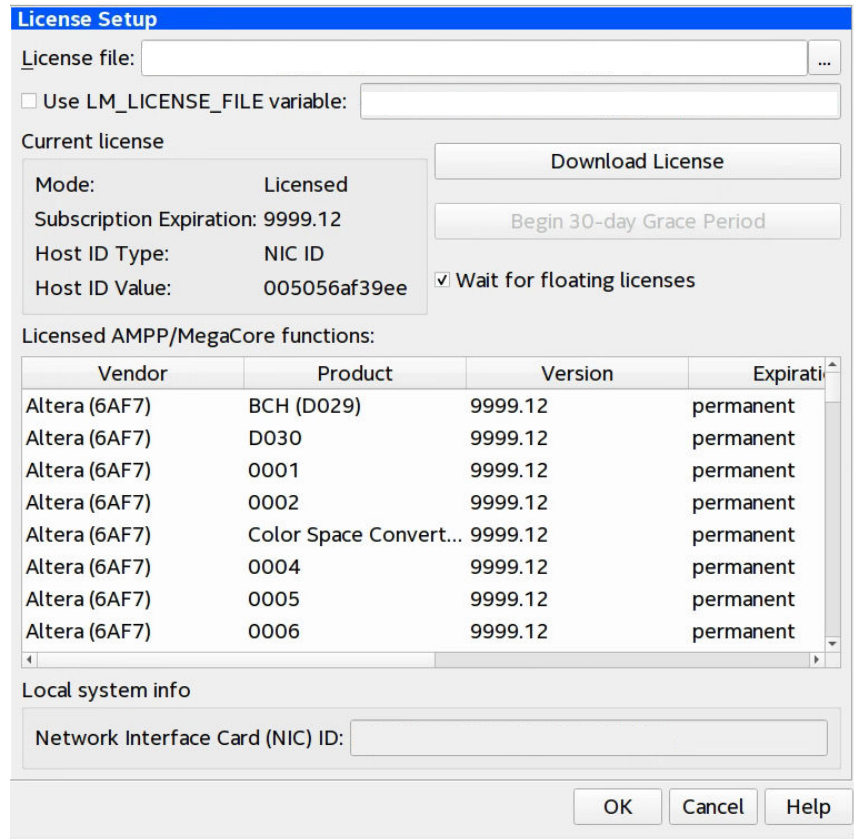 License Setup
License file:
...
Use LM_LICENSE_FILE variable:
Current license
Download License
Mode: Licensed
Subscription Expiration: 9999.12
Begin 30-day Grace Period
Host ID Type: NIC ID
Host ID Value: 005056af39ee
Wait for floating licenses
Licensed AMPP/MegaCore functions:
Vendor Product Version Expirati
Altera (6AF7) BCH (D029) 9999.12 permanent
Altera (6AF7) D030 9999.12 permanent
Altera (6AF7) 0001 9999.12 permanent
Altera (6AF7) 0002 9999.12 permanent
Altera (6AF7) Color Space Convert... 9999.12 permanent
Altera (6AF7) 0004 9999.12 permanent
Altera (6AF7) 0005 9999.12 permanent
Altera (6AF7) 0006 9999.12 permanent
Local system info
Network Interface Card (NIC) ID:
OK Cancel Help